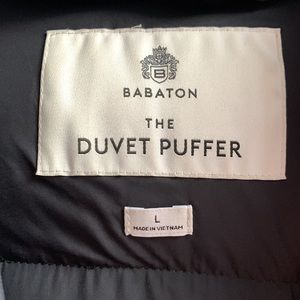 B
BABATON
THE
DUVET PUFFER
L
MADE IN VIETNAM